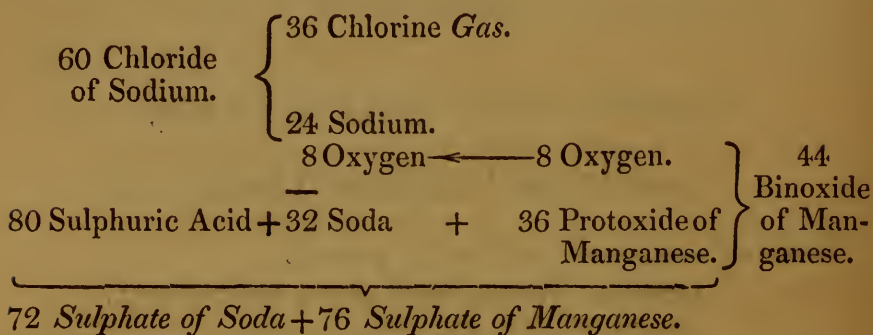 36 Chlorine Gas.
60 Chloride
of Sodium.
24 Sodium.
8 Oxygen 8 Oxygen.
44
Binoxide
of Man-
ganese.
80 Sulphuric Acid + 32 Soda + 36 Protoxide of
Manganese.
72 Sulphate of Soda + 76 Sulphate of Manganese.